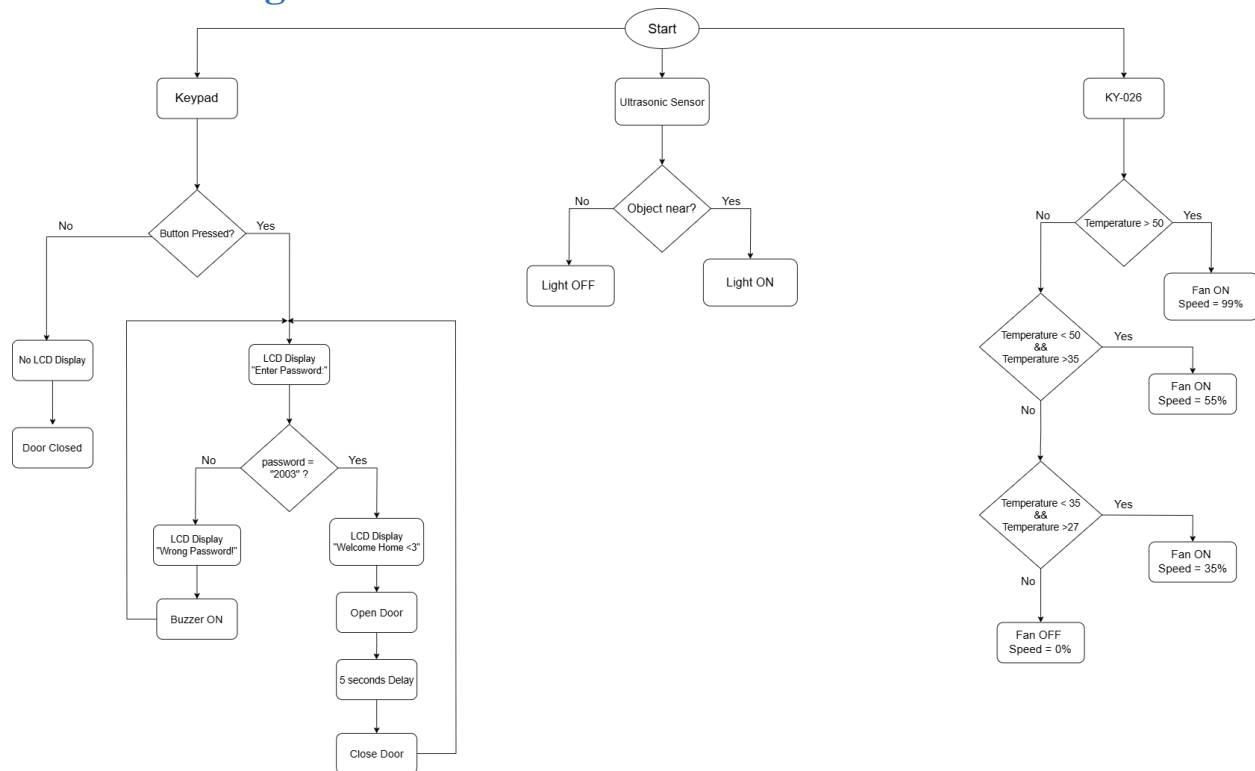 Start
Keypad
Ultrasonic Sensor
KY-026
Button Pressed?
No
Yes
Object near?
No
Yes
Temperature > 50
No
Yes
Light OFF
Light ON
Fan ON
Speed = 99%
No LCD Display
Door Closed
LCD Display
"Enter Password:"
Temperature < 50
&&
Temperature >35
Yes
No
Fan ON
Speed = 55%
password =
"2003" ?
No
Yes
LCD Display
"Wrong Password!"
Buzzer ON
LCD Display
"Welcome Home <3"
Open Door
5 seconds Delay
Close Door
Temperature < 35
&&
Temperature >27
Yes
No
Fan ON
Speed = 35%
Fan OFF
Speed = 0%